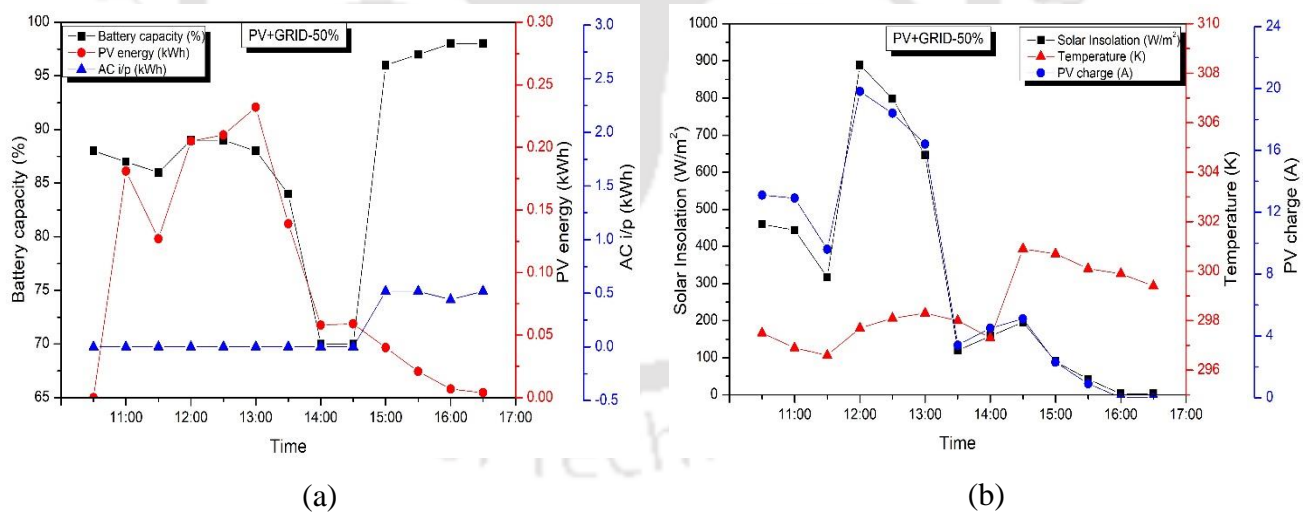 PV+GRID-50%
Battery capacity (%)
PV energy (kWh)
AC i/p (kWh)
100
95
90
85
80
75
70
65
Battery capacity (%)
0.30
0.25
0.20
0.15
0.10
0.05
0.00
PV energy (kWh)
3.0
2.5
2.0
1.5
1.0
0.5
0.0
-0.5
AC i/p (kWh)
11:00 12:00 13:00 14:00 15:00 16:00 17:00
Time
(a)
PV+GRID-50%
Solar Insolation (W/m²)
Temperature (K)
PV charge (A)
1000
900
800
700
600
500
400
300
200
100
0
Solar Insolation (W/m²)
310
308
306
304
302
300
298
296
Temperature (K)
24
20
16
12
8
4
0
PV charge (A)
11:00 12:00 13:00 14:00 15:00 16:00 17:00
Time
(b)